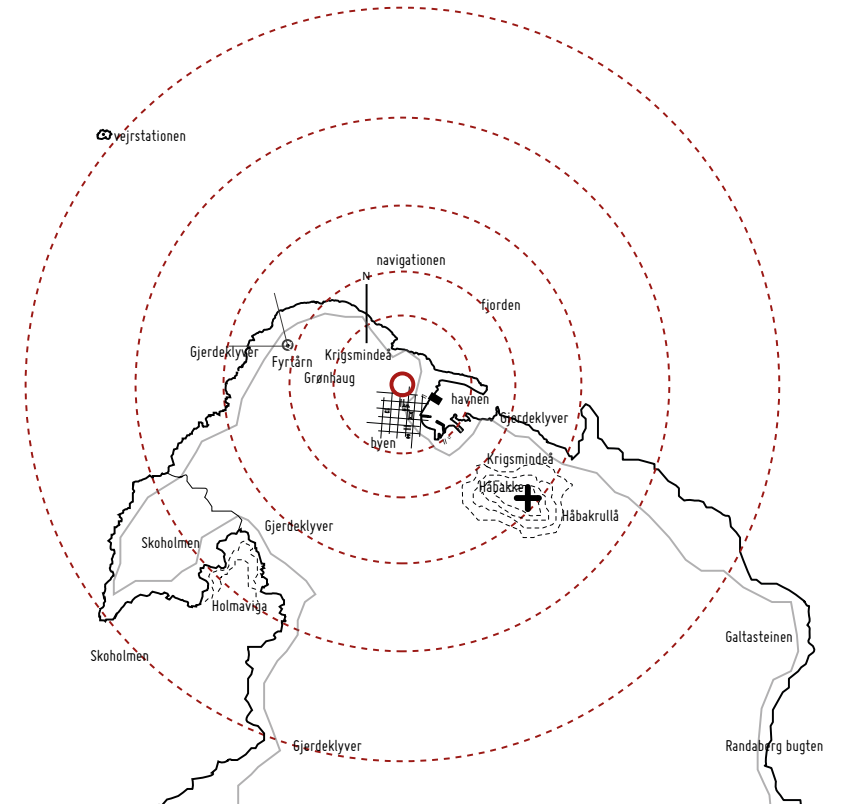 vejrstationen
navigationen
N
fjorden
Gjerdeklyver
Fyrtårn
Krigsmindeå
Grønhaug
havnen
Gjerdeklyver
byen
Krigsmindeå
Håbakken
Håbakrullå
Gjerdeklyver
Skoholmen
Holmaviga
Galtasteinen
Skoholmen
Gjerdeklyver
Randaberg bugten